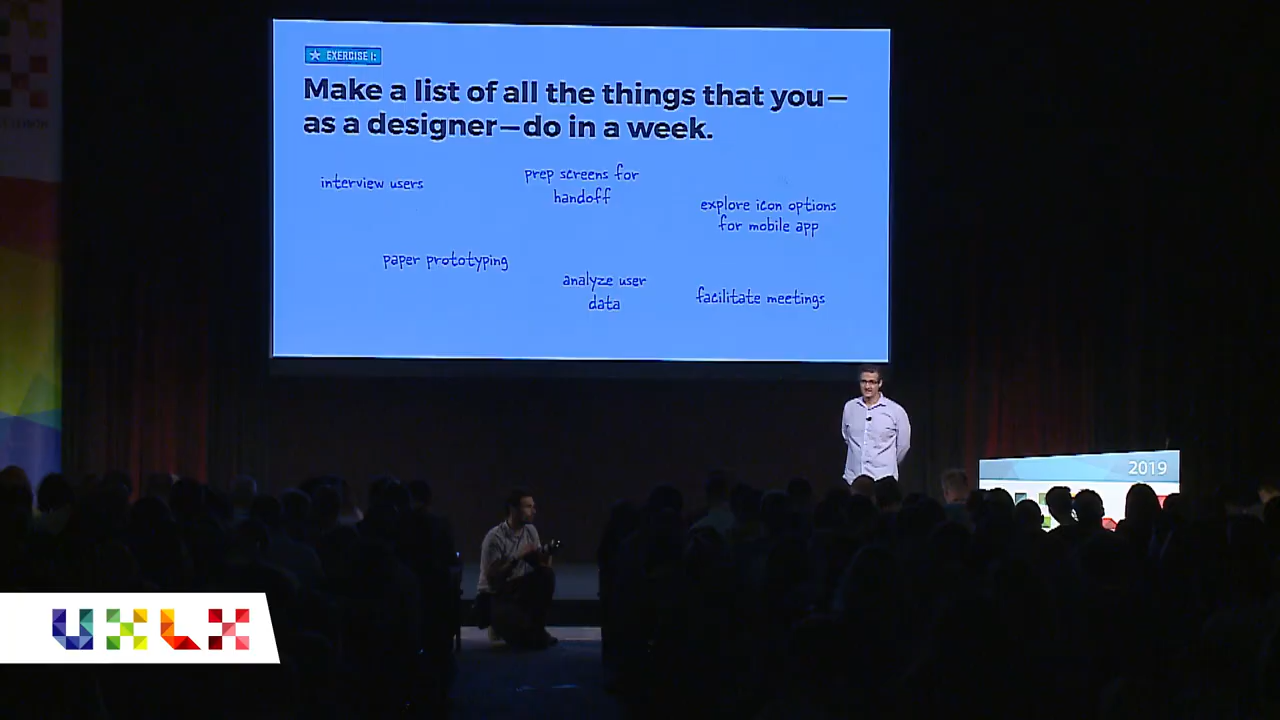 ★ EXERCISE 1:
Make a list of all the things that you—
as a designer—do in a week.
interview users
prep screens for
handoff
explore icon options
for mobile app
paper prototyping
analyze user
data
facilitate meetings
2019
UXLX